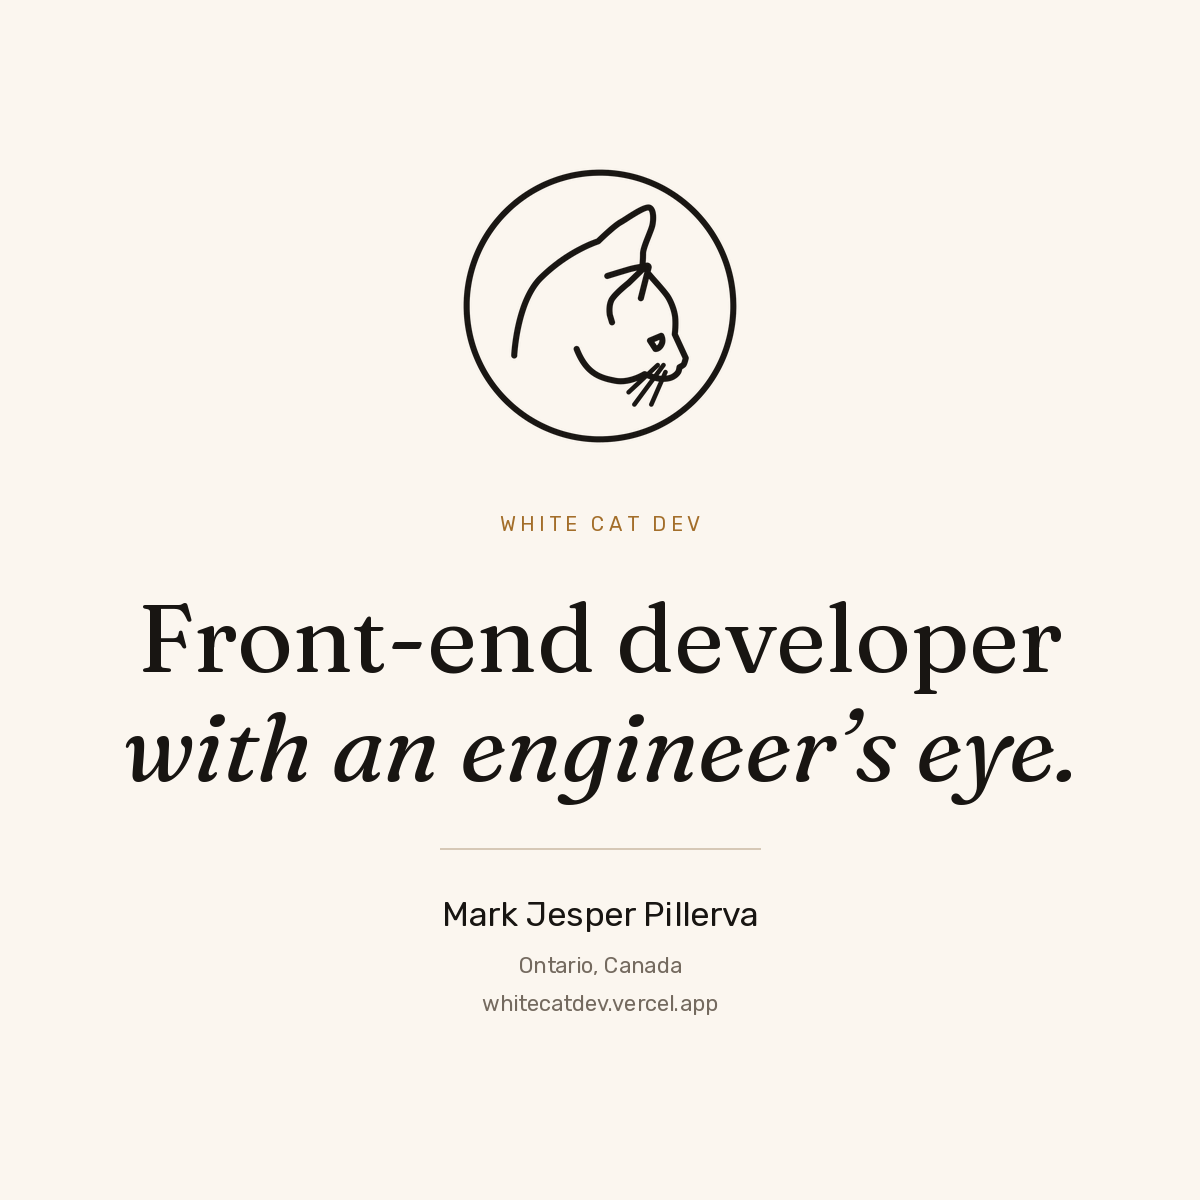 WHITE CAT DEV
Front-end developer
with an engineer’s eye.
Mark Jesper Pillerva
Ontario, Canada
whitecatdev.vercel.app